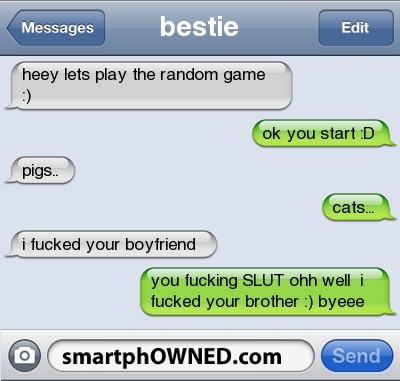 Messages
bestie
Edit
heey lets play the random game
:)
ok you start :D
pigs..
cats...
i fucked your boyfriend
you fucking SLUT ohh well i
fucked your brother :) byeee
smartphOWNED.com
Send